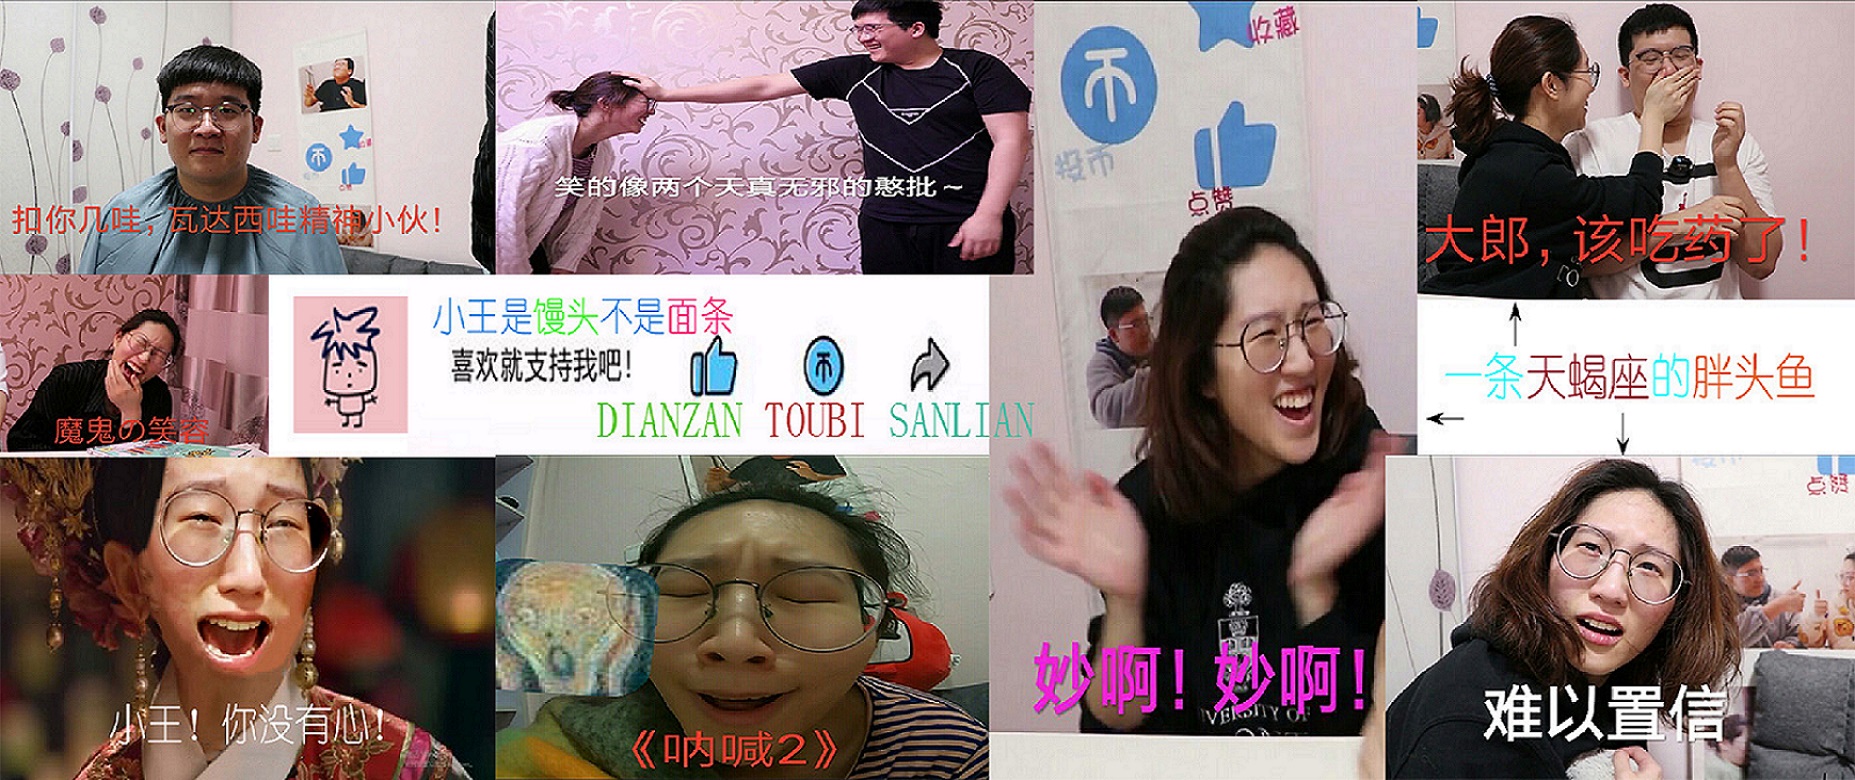 扣你几哇，瓦达西哇精神小伙！
笑的像两个天真无邪的憨批～
收藏
投币
点赞
大郎，该吃药了！
魔鬼の笑容
小王是馒头不是面条
喜欢就支持我吧！
DIANZAN TOUBI SANLIAN
一条天蝎座的胖头鱼
小王！你没有心！
《呐喊2》
妙啊！妙啊！
点赞
难以置信